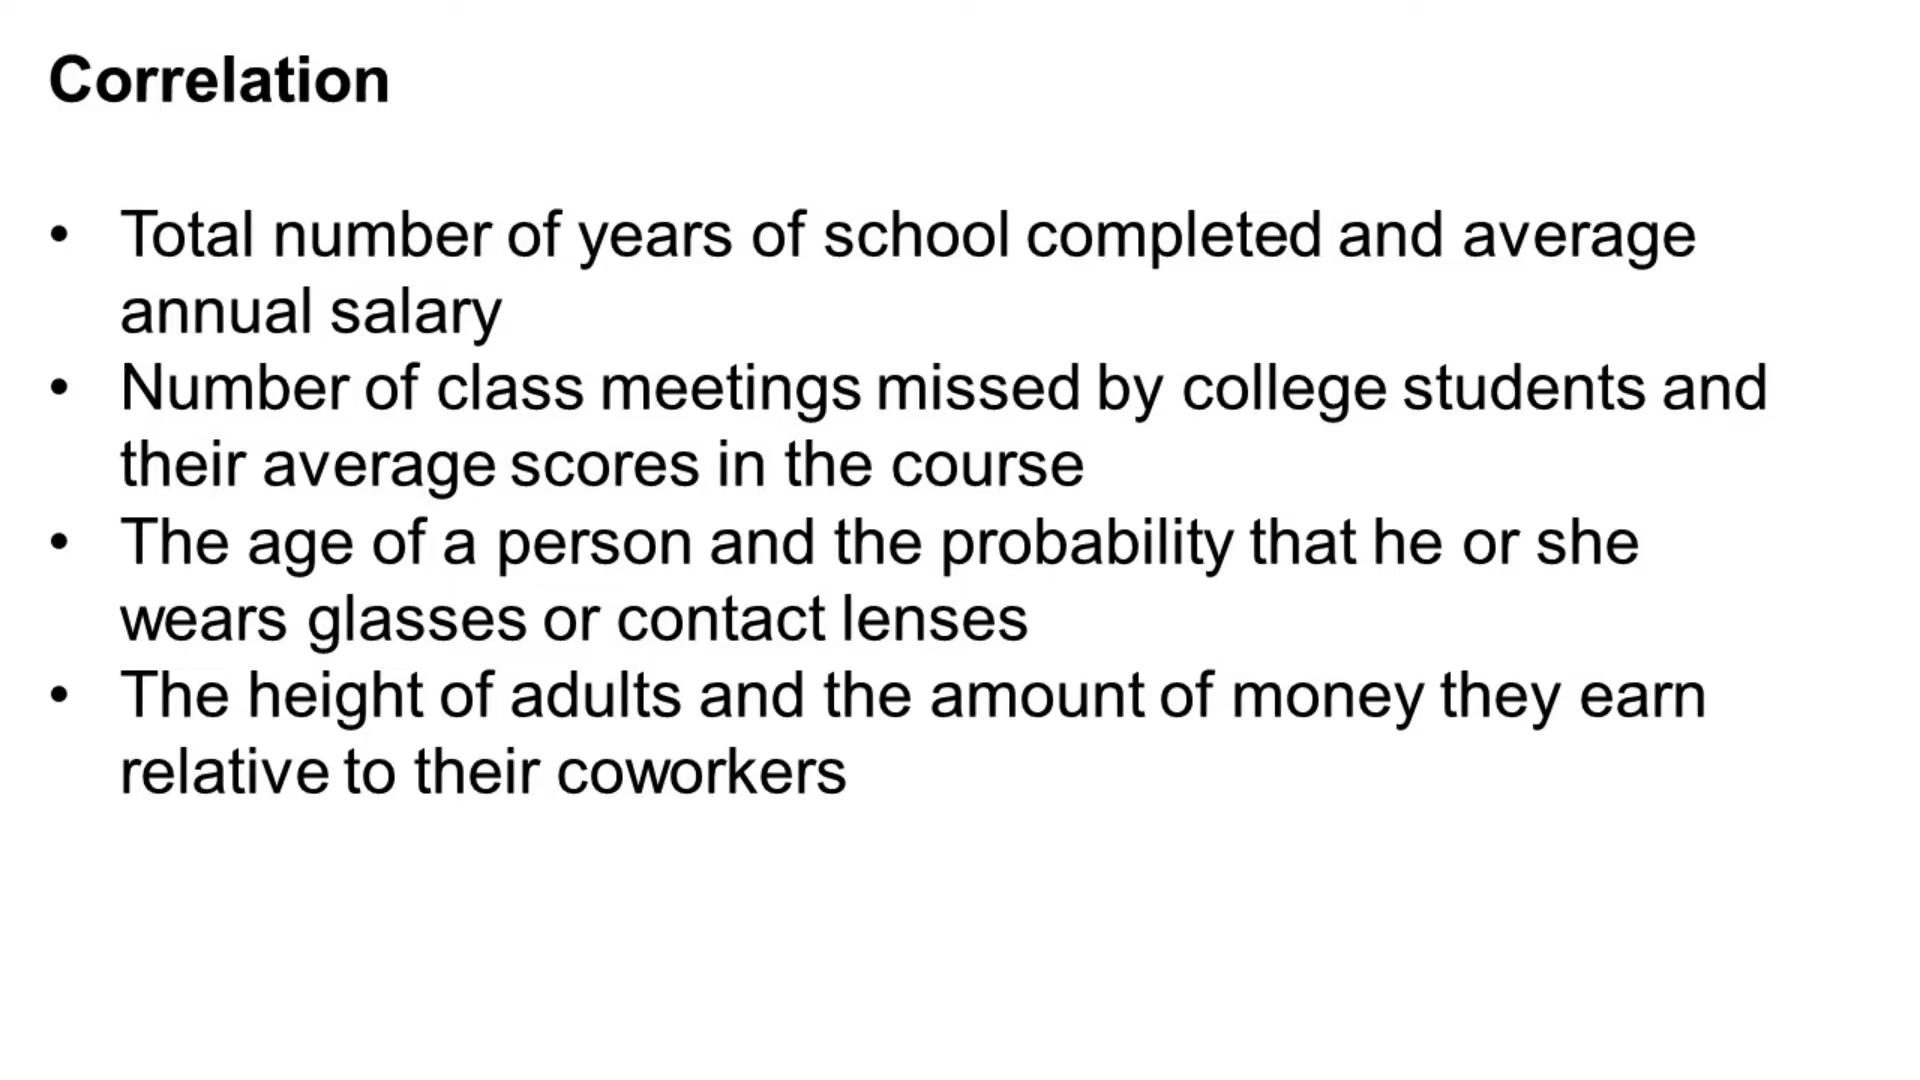 Correlation
• Total number of years of school completed and average
annual salary
• Number of class meetings missed by college students and
their average scores in the course
• The age of a person and the probability that he or she
wears glasses or contact lenses
• The height of adults and the amount of money they earn
relative to their coworkers